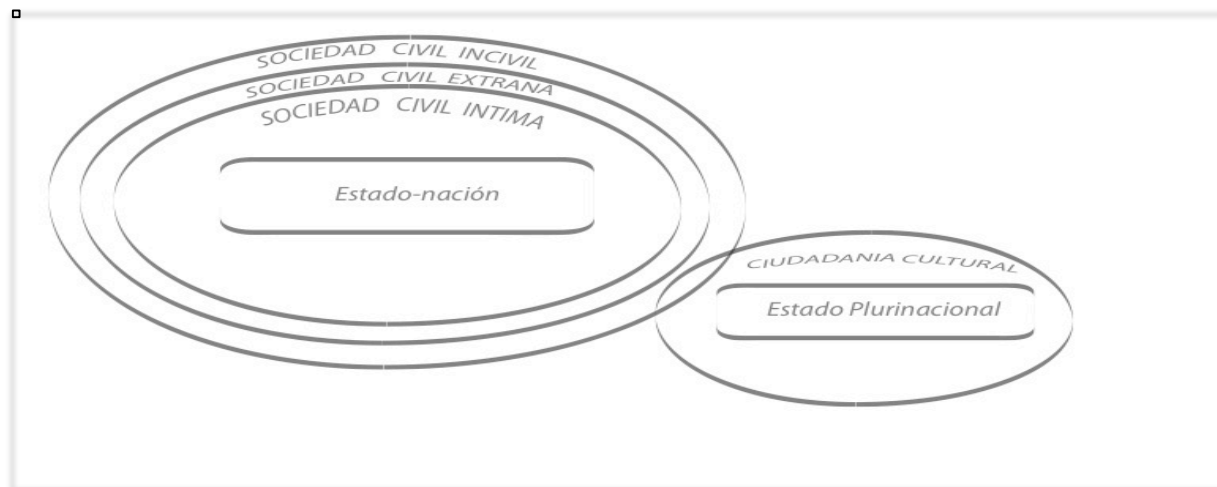 SOCIEDAD CIVIL INCIVIL
SOCIEDAD CIVIL EXTRANA
SOCIEDAD CIVIL INTIMA
Estado-nación
CIUDADANIA CULTURAL
Estado Plurinacional